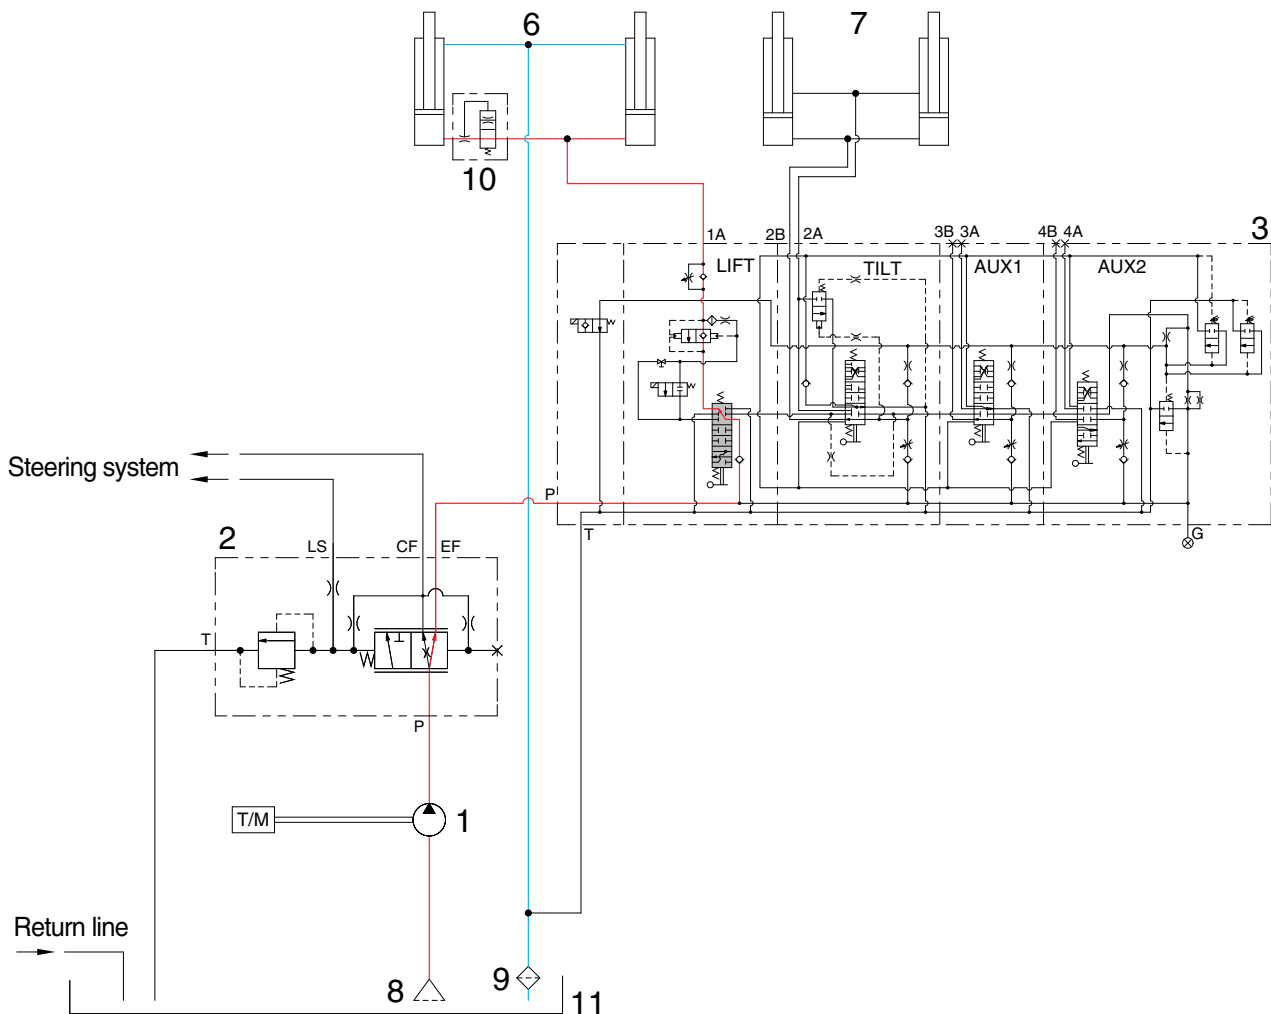 6
7
10
1A
2B
2A
3B
3A
4B
4A
3
LIFT
TILT
AUX1
AUX2
Steering system
P
T
G
2
LS
CF
EF
T
P
T/M
1
Return line
8
9
11